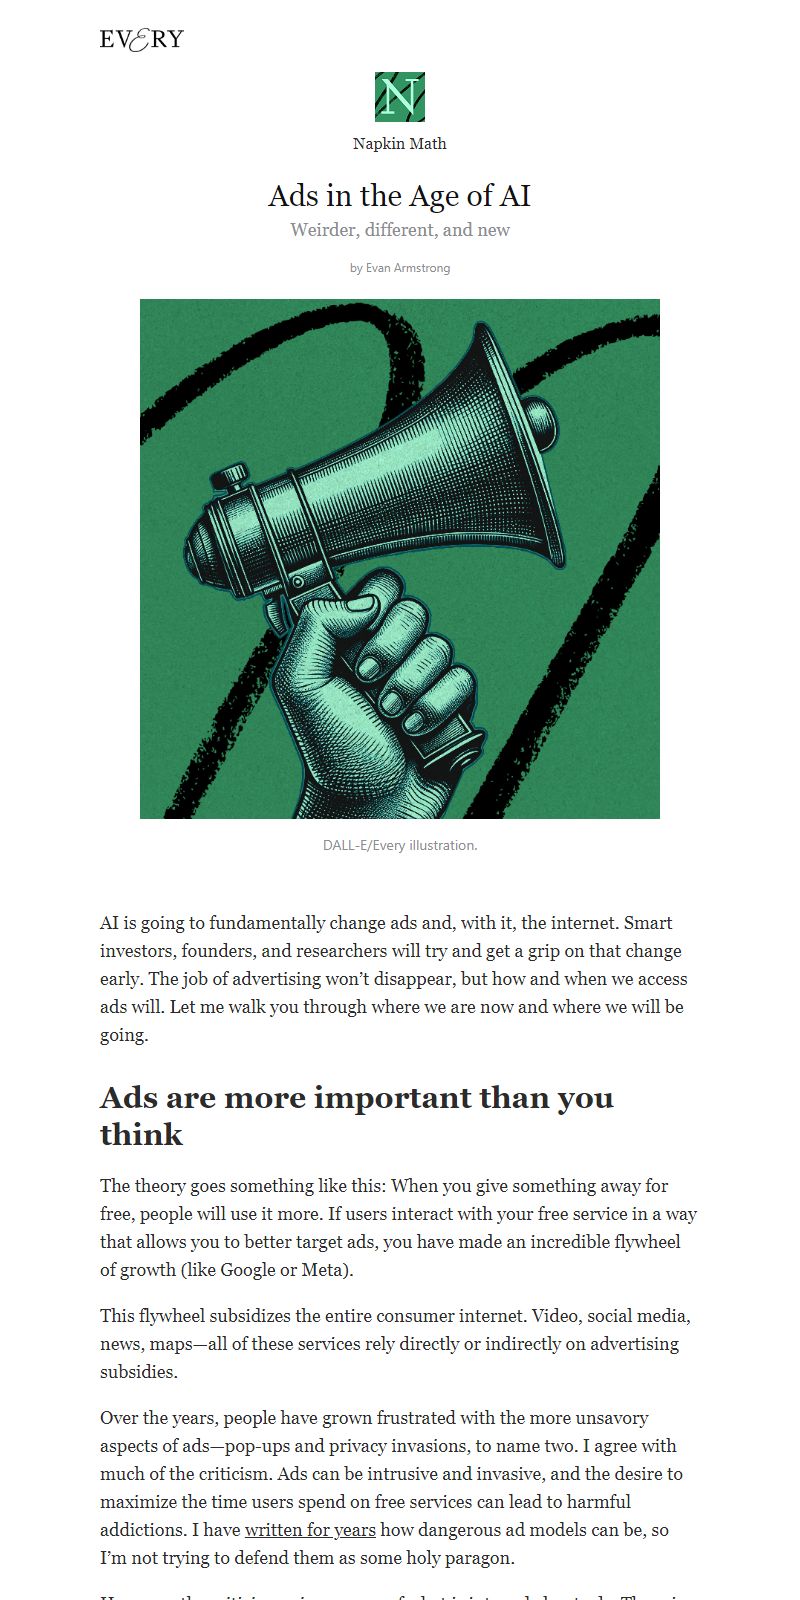 EVERY
N
Napkin Math
Ads in the Age of AI
Weirder, different, and new
by Evan Armstrong
DALL-E/Every illustration.
AI is going to fundamentally change ads and, with it, the internet. Smart
investors, founders, and researchers will try and get a grip on that change
early. The job of advertising won’t disappear, but how and when we access
ads will. Let me walk you through where we are now and where we will be
going.
Ads are more important than you
think
The theory goes something like this: When you give something away for
free, people will use it more. If users interact with your free service in a way
that allows you to better target ads, you have made an incredible flywheel
of growth (like Google or Meta).
This flywheel subsidizes the entire consumer internet. Video, social media,
news, maps—all of these services rely directly or indirectly on advertising
subsidies.
Over the years, people have grown frustrated with the more unsavory
aspects of ads—pop-ups and privacy invasions, to name two. I agree with
much of the criticism. Ads can be intrusive and invasive, and the desire to
maximize the time users spend on free services can lead to harmful
addictions. I have written for years how dangerous ad models can be, so
I’m not trying to defend them as some holy paragon.